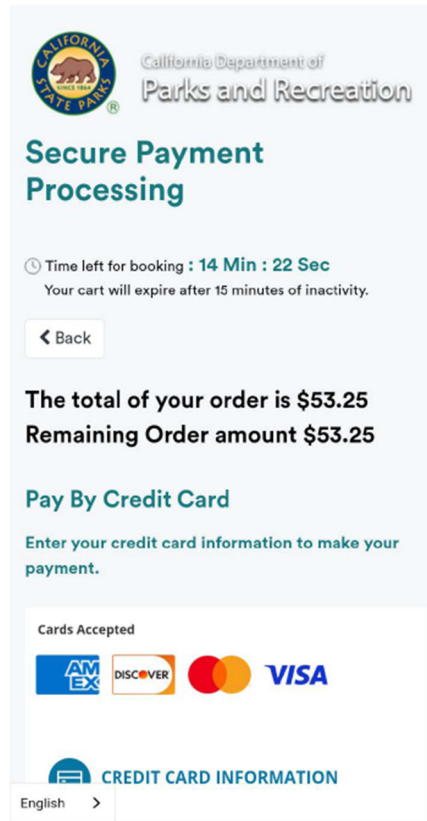 CALIFORNIA
SINCE 1864
STATE PARKS
®
California Department of
Parks and Recreation
Secure Payment
Processing
Time left for booking : 14 Min : 22 Sec
Your cart will expire after 15 minutes of inactivity.
Back
The total of your order is $53.25
Remaining Order amount $53.25
Pay By Credit Card
Enter your credit card information to make your
payment.
Cards Accepted
AM
EX
DISCOVER
VISA
CREDIT CARD INFORMATION
English